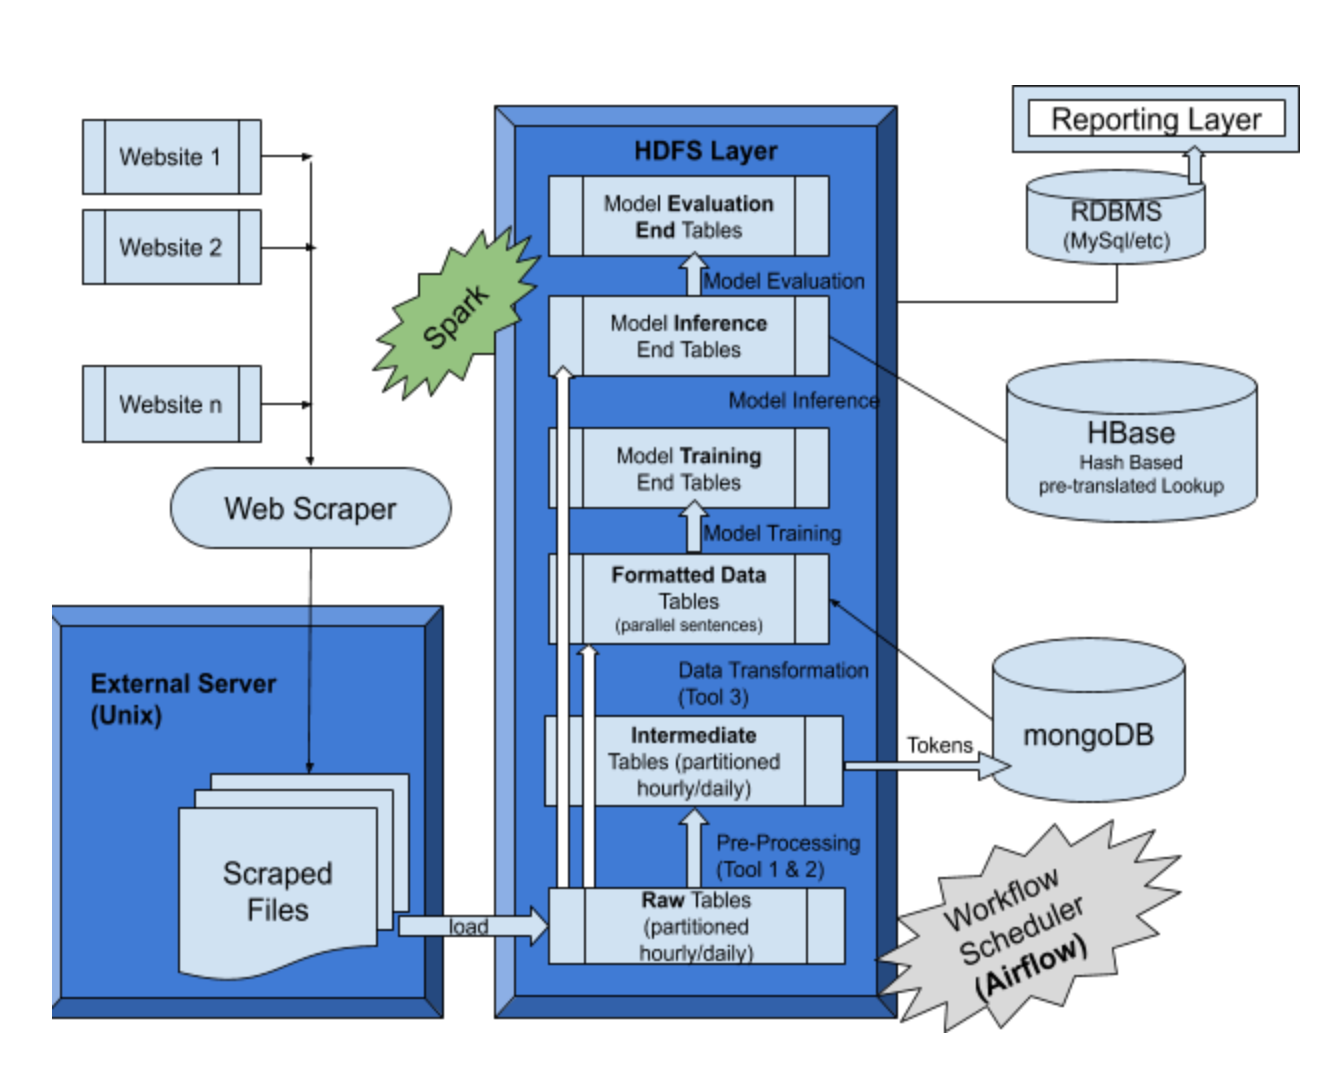 Website 1
Website 2
Website n
Web Scraper
External Server
(Unix)
Scraped
Files
load
Spark
HDFS Layer
Model Evaluation
End Tables
Model Evaluation
Model Inference
End Tables
Model Inference
Model Training
End Tables
Model Training
Formatted Data
Tables
(parallel sentences)
Data Transformation
(Tool 3)
Intermediate
Tables (partitioned
hourly/daily)
Pre-Processing
(Tool 1 & 2)
Raw Tables
(partitioned
hourly/daily)
Reporting Layer
RDBMS
(MySql/etc)
HBase
Hash Based
pre-translated Lookup
Tokens
mongoDB
Workflow
Scheduler
(Airflow)